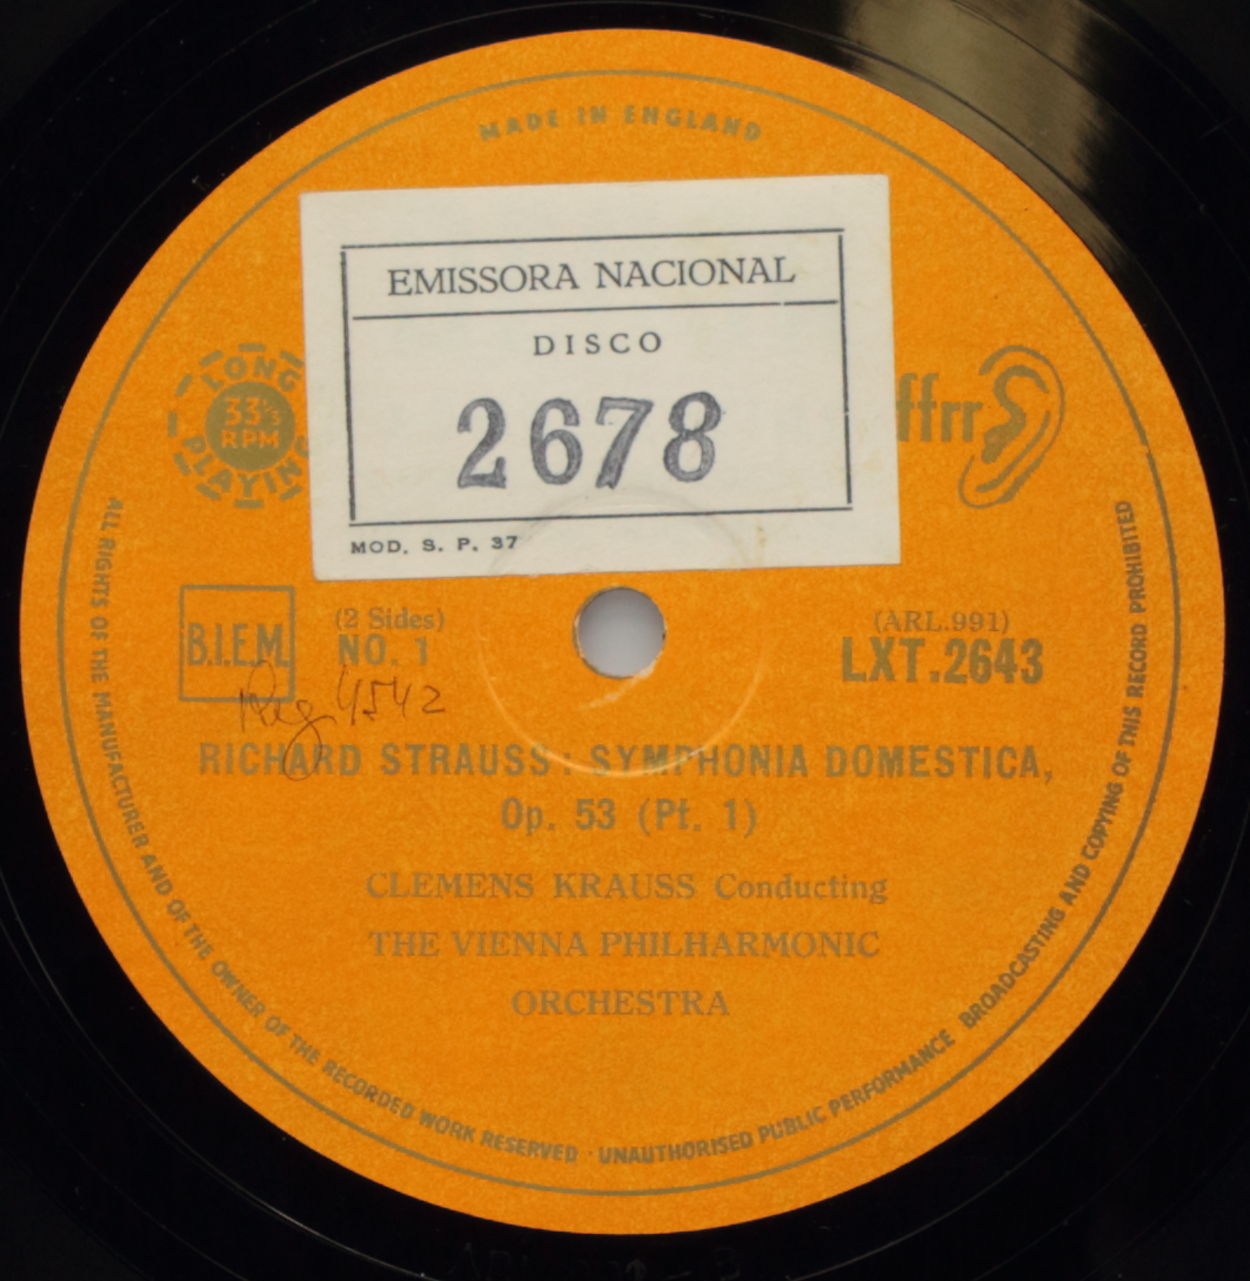 MADE IN ENGLAND
EMISSORA NACIONAL
DISCO
2678
MOD. S. P. 37
LONG
33⅓
RPM
PLAYING
ffrr
B.I.E.M.
(2 Sides)
NO. 1
(ARL.991)
LXT.2643
Reg. 4542
RICHARD STRAUSS: SYMPHONIA DOMESTICA,
Op. 53 (Pt. 1)
CLEMENS KRAUSS Conducting
THE VIENNA PHILHARMONIC
ORCHESTRA
ALL RIGHTS OF THE MANUFACTURER AND OF THE OWNER OF THE RECORDED WORK RESERVED · UNAUTHORISED PUBLIC PERFORMANCE BROADCASTING AND COPYING OF THIS RECORD PROHIBITED